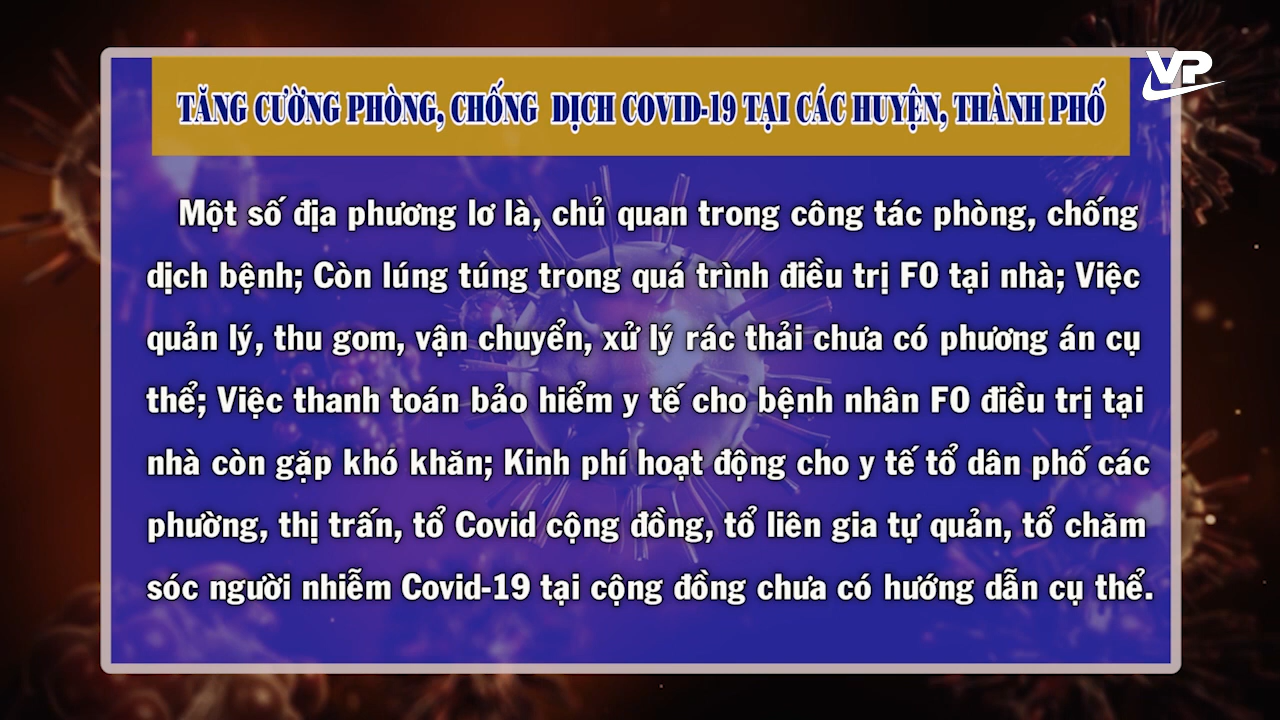 VP
TĂNG CƯỜNG PHÒNG, CHỐNG DỊCH COVID-19 TẠI CÁC HUYỆN, THÀNH PHỐ
Một số địa phương lơ là, chủ quan trong công tác phòng, chống
dịch bệnh; Còn lúng túng trong quá trình điều trị F0 tại nhà; Việc
quản lý, thu gom, vận chuyển, xử lý rác thải chưa có phương án cụ
thể; Việc thanh toán bảo hiểm y tế cho bệnh nhân F0 điều trị tại
nhà còn gặp khó khăn; Kinh phí hoạt động cho y tế tổ dân phố các
phường, thị trấn, tổ Covid cộng đồng, tổ liên gia tự quản, tổ chăm
sóc người nhiễm Covid-19 tại cộng đồng chưa có hướng dẫn cụ thể.